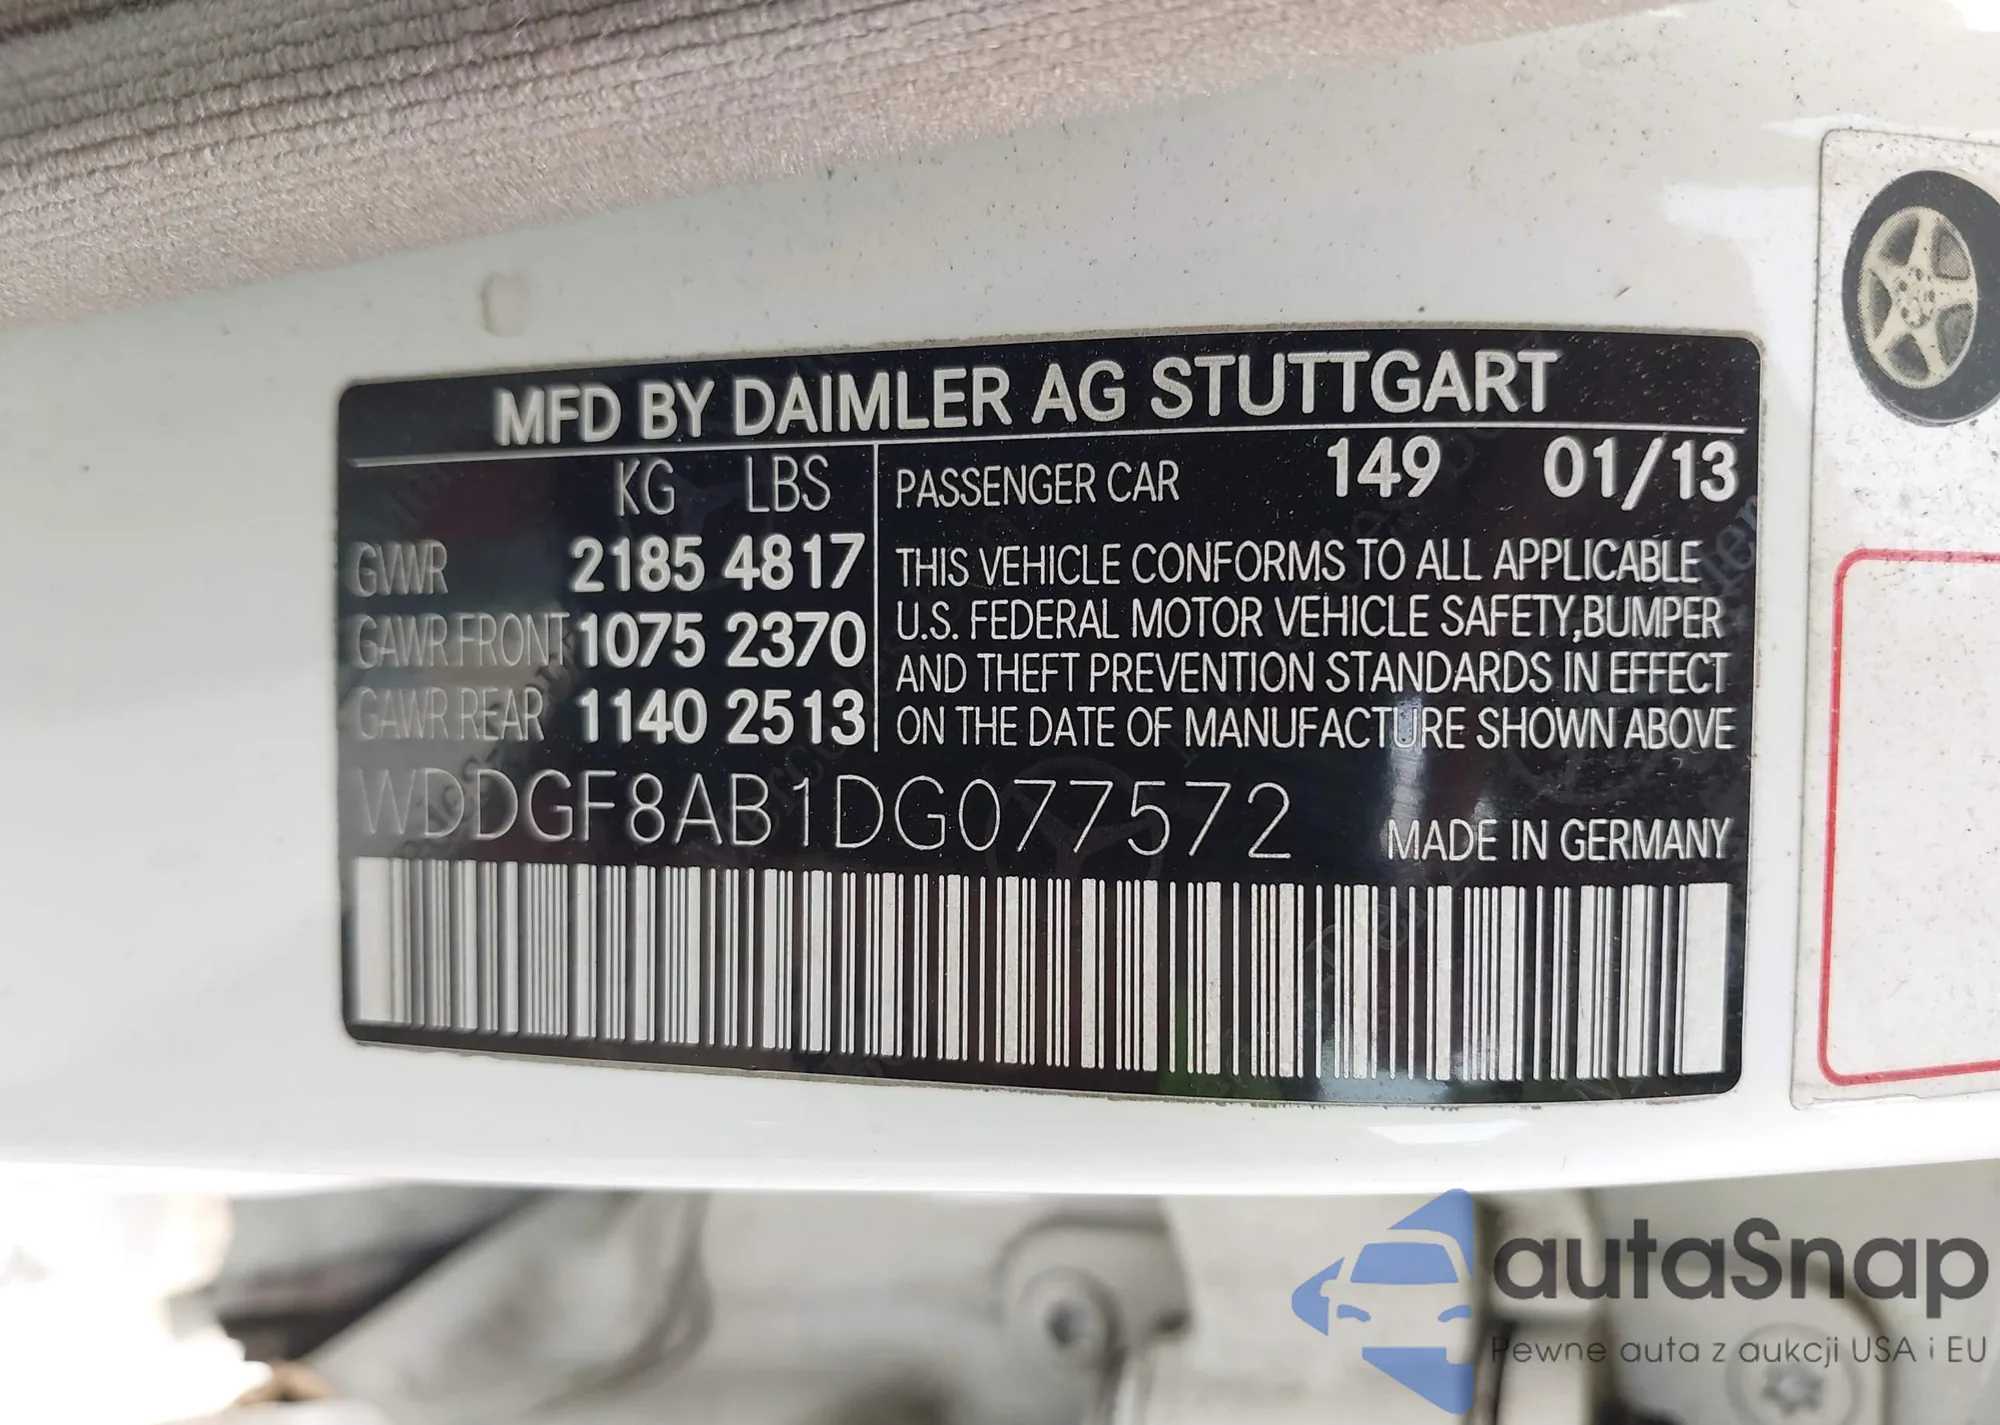 MFD BY DAIMLER AG STUTTGART
KG LBS
GVWR 2185 4817
GAWR FRONT 1075 2370
GAWR REAR 1140 2513
PASSENGER CAR 149 01/13
THIS VEHICLE CONFORMS TO ALL APPLICABLE
U.S. FEDERAL MOTOR VEHICLE SAFETY,BUMPER
AND THEFT PREVENTION STANDARDS IN EFFECT
ON THE DATE OF MANUFACTURE SHOWN ABOVE
WDDGF8AB1DG077572
MADE IN GERMANY
autaSnap
Pewne auta z aukcji USA i EU